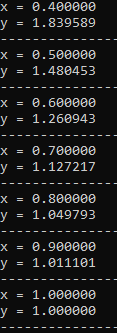 x = 0.400000
y = 1.839589
--------------
x = 0.500000
y = 1.480453
--------------
x = 0.600000
y = 1.260943
--------------
x = 0.700000
y = 1.127217
--------------
x = 0.800000
y = 1.049793
--------------
x = 0.900000
y = 1.011101
--------------
x = 1.000000
y = 1.000000
--------------